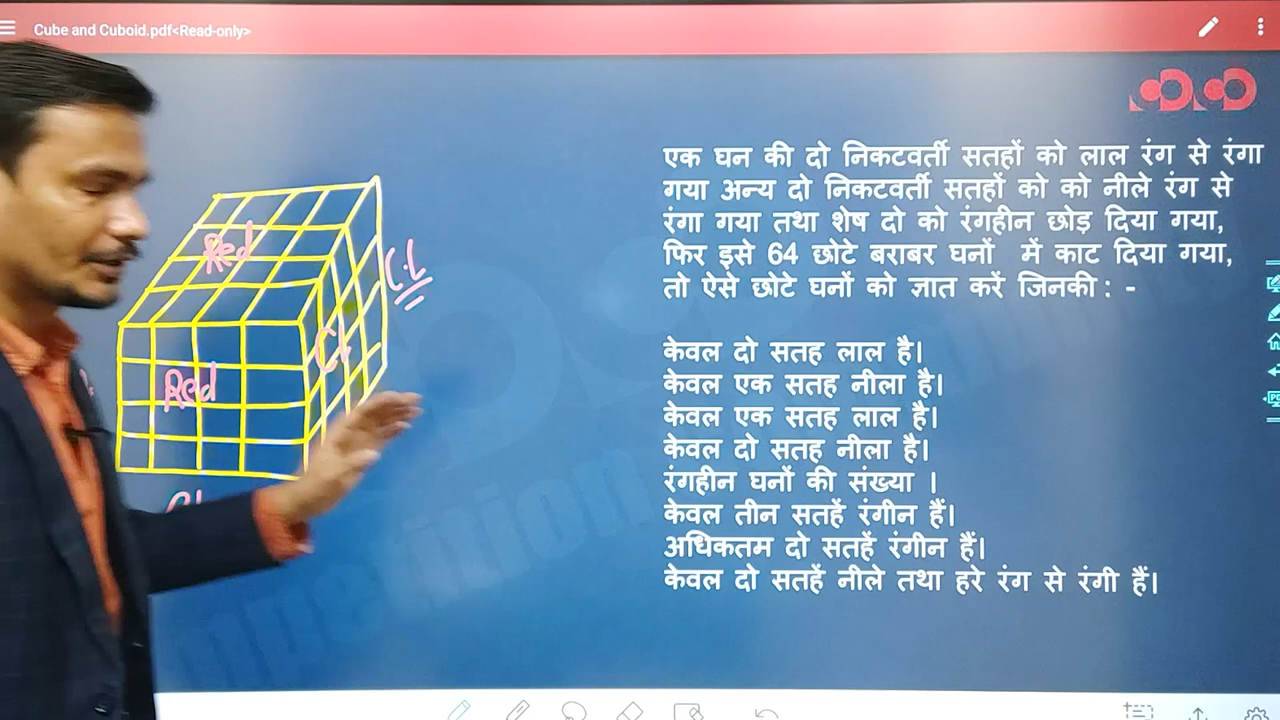 Cube and Cuboid.pdf<Read-only>
एक घन की दो निकटवर्ती सतहों को लाल रंग से रंगा
गया अन्य दो निकटवर्ती सतहों को को नीले रंग से
रंगा गया तथा शेष दो को रंगहीन छोड़ दिया गया,
फिर इसे 64 छोटे बराबर घनों में काट दिया गया,
तो ऐसे छोटे घनों को ज्ञात करें जिनकी : -
केवल दो सतह लाल है।
केवल एक सतह नीला है।
केवल एक सतह लाल है।
केवल दो सतह नीला है।
रंगहीन घनों की संख्या ।
केवल तीन सतहें रंगीन हैं।
अधिकतम दो सतहें रंगीन हैं।
केवल दो सतहें नीले तथा हरे रंग से रंगी हैं।
Red
C.L
CL
Red